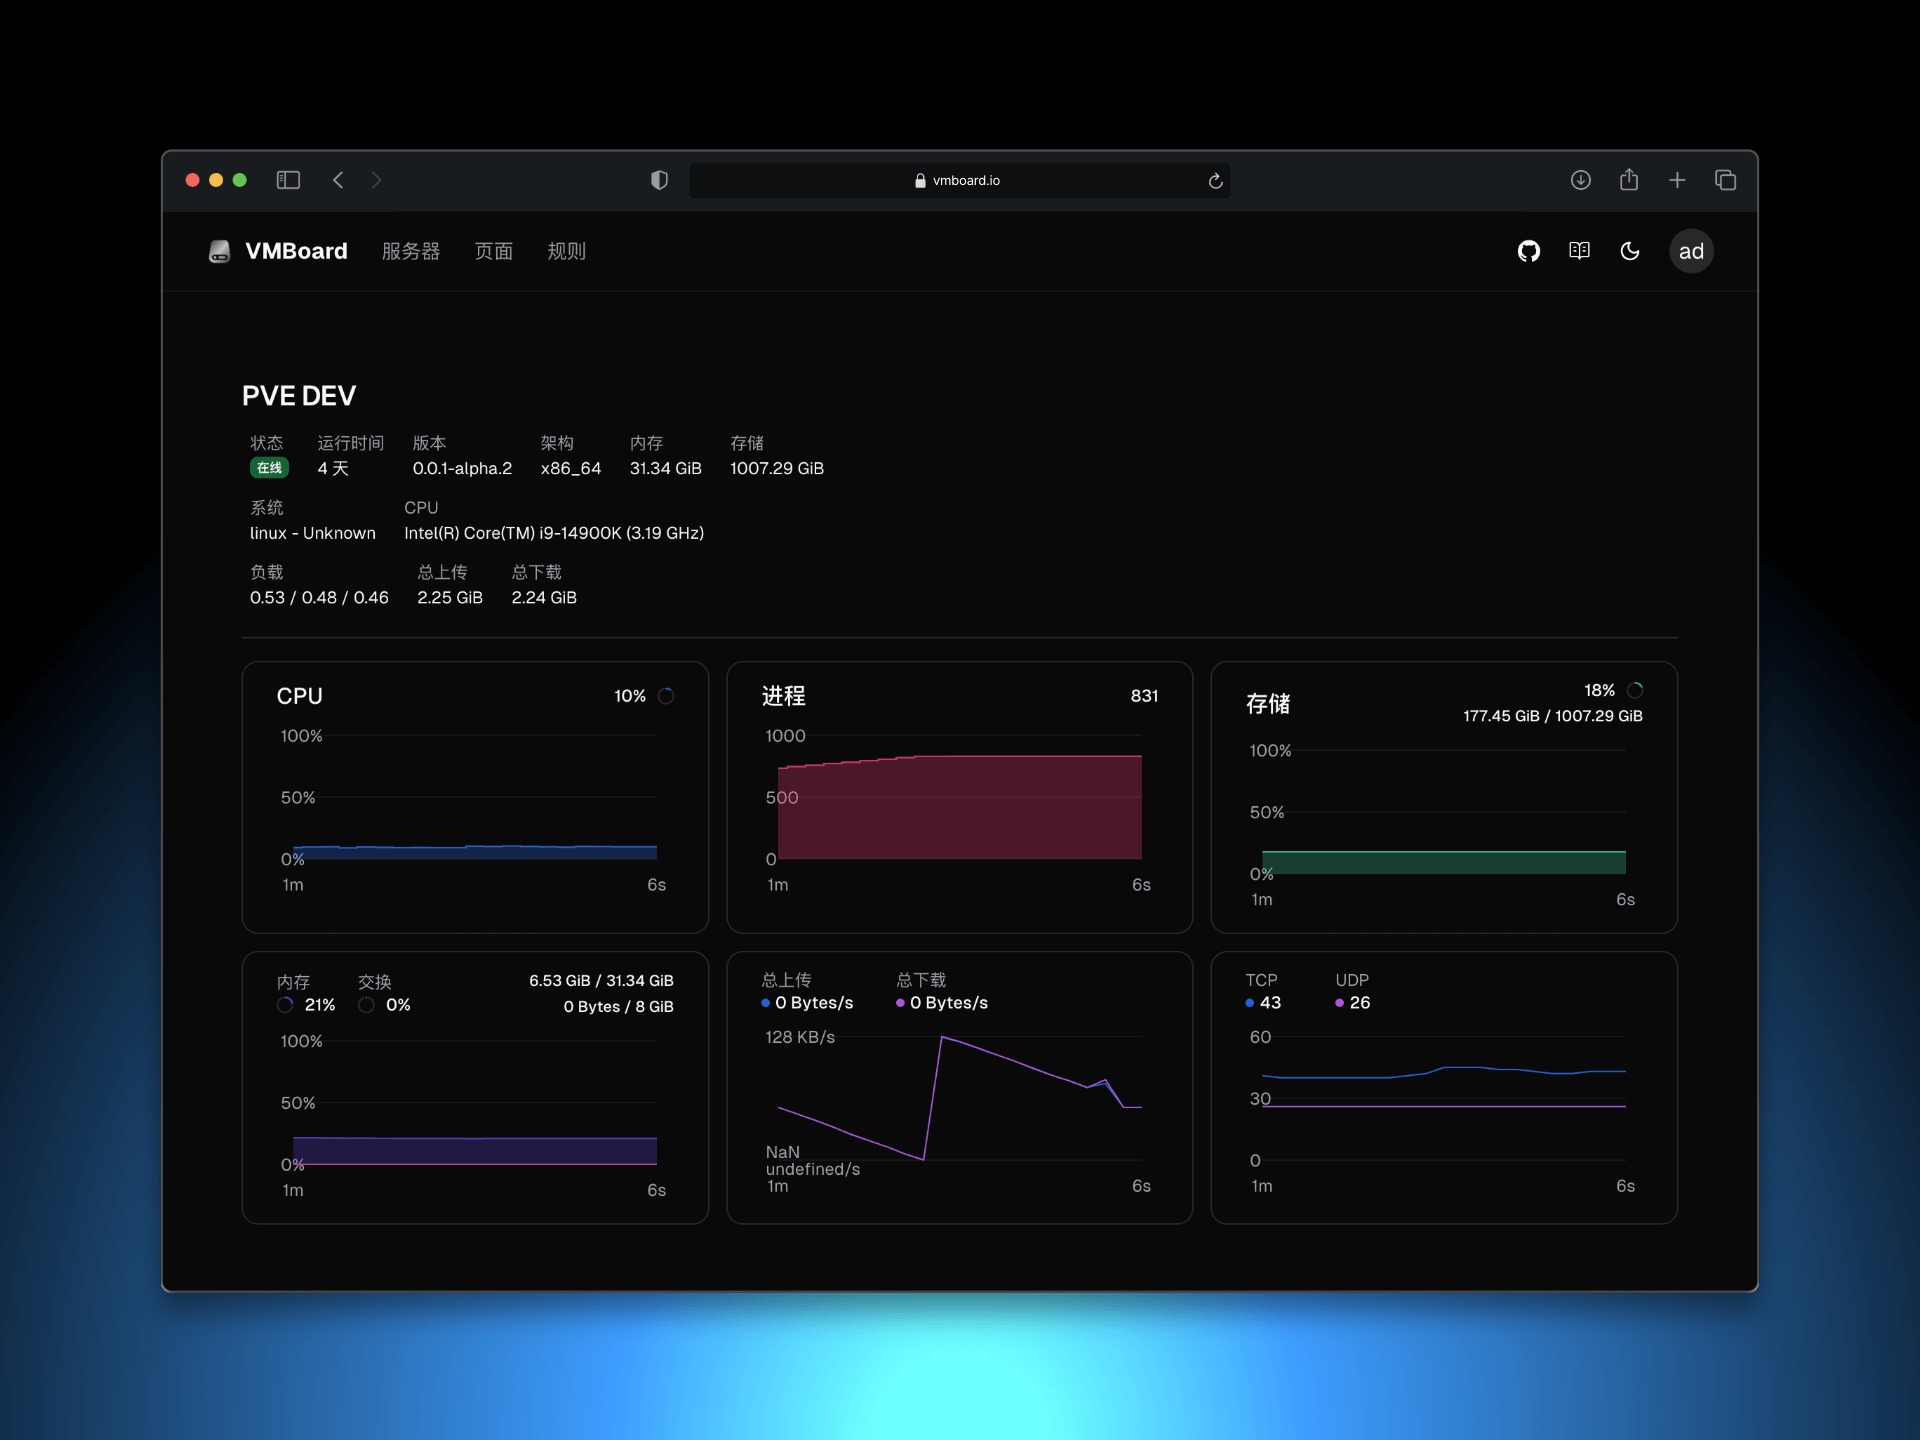 vmboard.io
VMBoard 服务器 页面 规则 ad
PVE DEV
状态 运行时间 版本 架构 内存 存储
在线 4 天 0.0.1-alpha.2 x86_64 31.34 GiB 1007.29 GiB
系统 CPU
linux - Unknown Intel(R) Core(TM) i9-14900K (3.19 GHz)
负载 总上传 总下载
0.53 / 0.48 / 0.46 2.25 GiB 2.24 GiB
CPU 10%
100%
50%
0%
1m 6s
进程 831
1000
500
0
1m 6s
存储 18%
177.45 GiB / 1007.29 GiB
100%
50%
0%
1m 6s
内存 交换 6.53 GiB / 31.34 GiB
21% 0% 0 Bytes / 8 GiB
100%
50%
0%
1m 6s
总上传 总下载
0 Bytes/s 0 Bytes/s
128 KB/s
NaN
undefined/s
1m 6s
TCP UDP
43 26
60
30
0
1m 6s